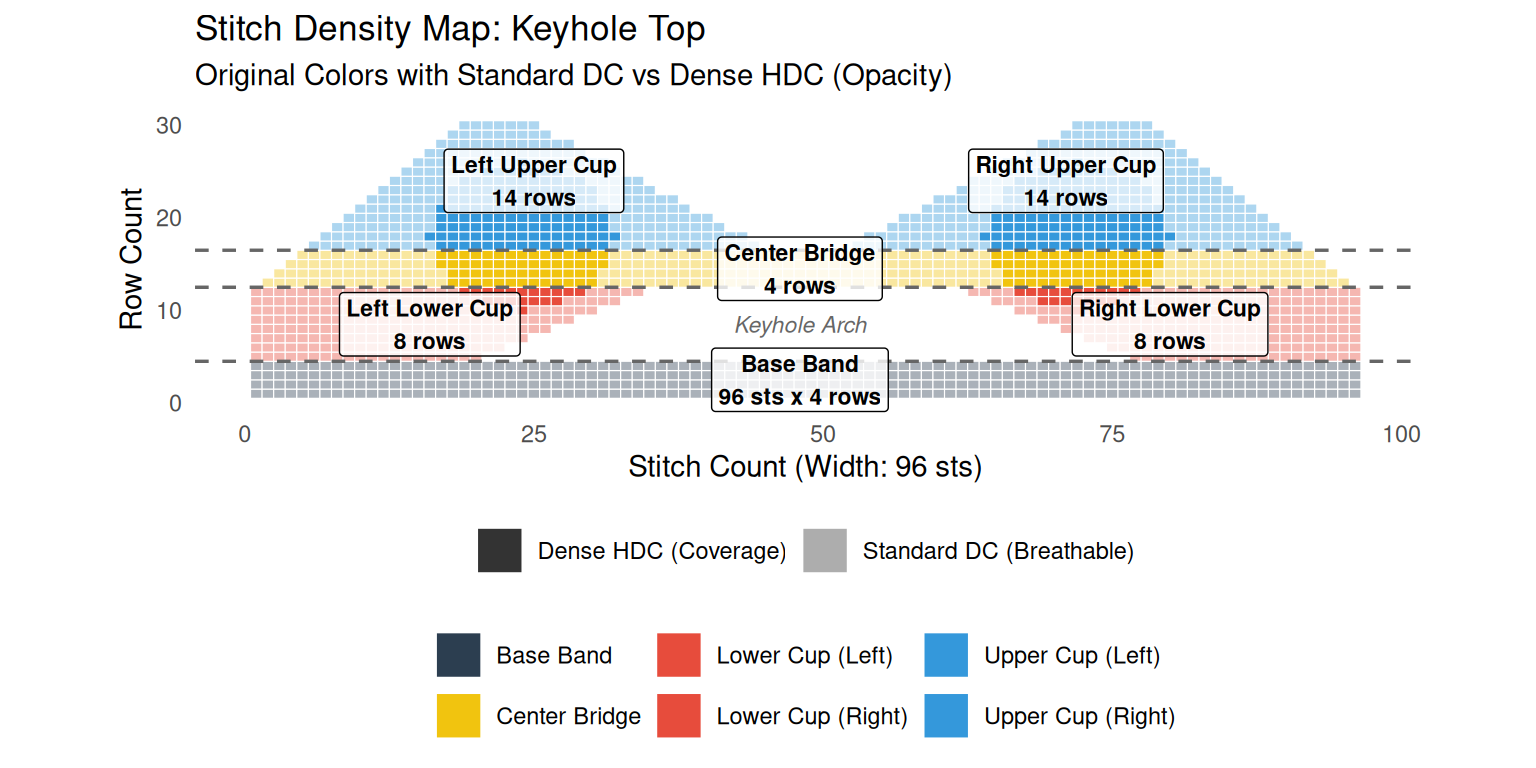 Stitch Density Map: Keyhole Top
Original Colors with Standard DC vs Dense HDC (Opacity)
Row Count
30
20
10
0
Left Upper Cup
14 rows
Right Upper Cup
14 rows
Center Bridge
4 rows
Left Lower Cup
8 rows
Keyhole Arch
Right Lower Cup
8 rows
Base Band
96 sts x 4 rows
0 25 50 75 100
Stitch Count (Width: 96 sts)
Dense HDC (Coverage) Standard DC (Breathable)
Base Band Lower Cup (Left) Upper Cup (Left)
Center Bridge Lower Cup (Right) Upper Cup (Right)